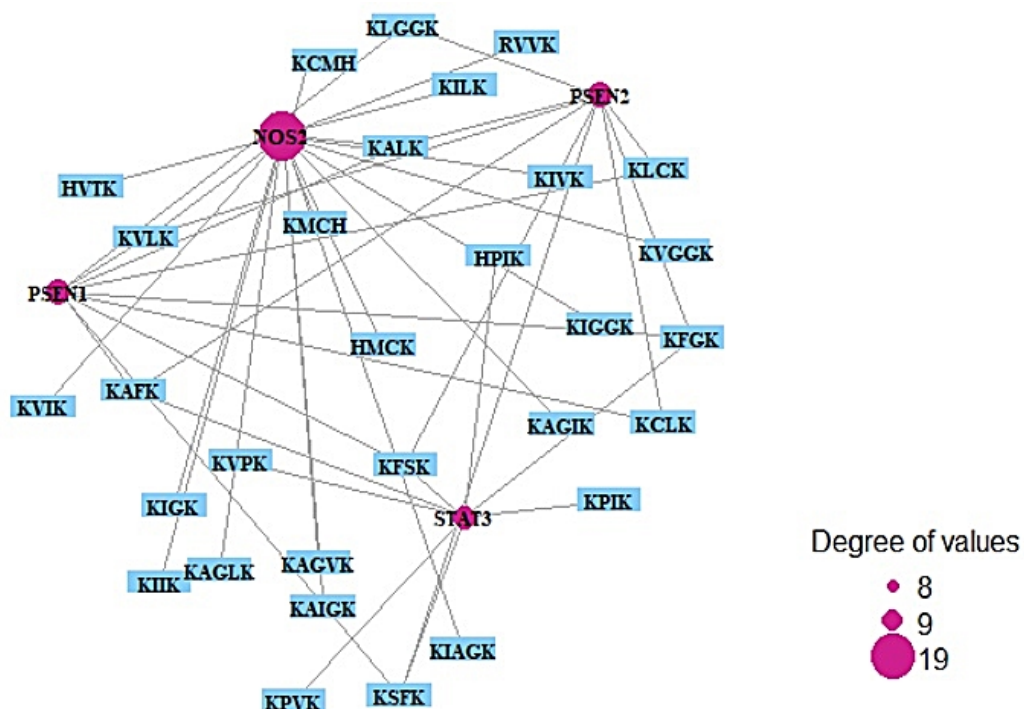 KLGGK
RVVK
KCMH
KILK
PSEN2
NOS2
KALK
KLCK
KIVK
HVTK
KMCH
KVLK
KVGGK
HPIK
PSEN1
KIGGK
KFGK
HMCK
KAFK
KVIK
KAGIK
KCLK
KVPK
KFSK
KIGK
KPIK
STAT3
KAGVK
KAGLK
KIIK
KAIGK
KIAGK
KSFK
KPVK
Degree of values
8
9
19